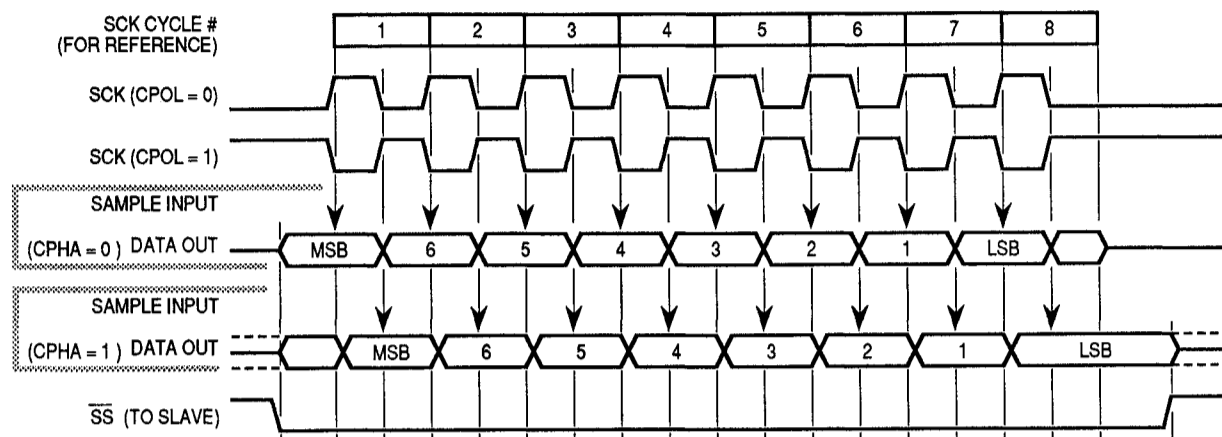 SCK CYCLE # 1 2 3 4 5 6 7 8
(FOR REFERENCE)
SCK (CPOL = 0)
SCK (CPOL = 1)
SAMPLE INPUT
(CPHA = 0) DATA OUT MSB 6 5 4 3 2 1 LSB
SAMPLE INPUT
(CPHA = 1) DATA OUT MSB 6 5 4 3 2 1 LSB
SS (TO SLAVE)